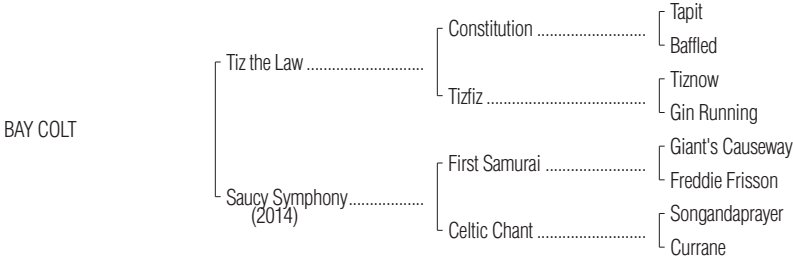 Tapit
Constitution ..........................
Baffled
Tiz the Law ............................
Tiznow
Tizfiz ......................................
Gin Running
BAY COLT
Giant's Causeway
First Samurai ........................
Freddie Frisson
Saucy Symphony..................
(2014)
Songandaprayer
Celtic Chant ..........................
Currane